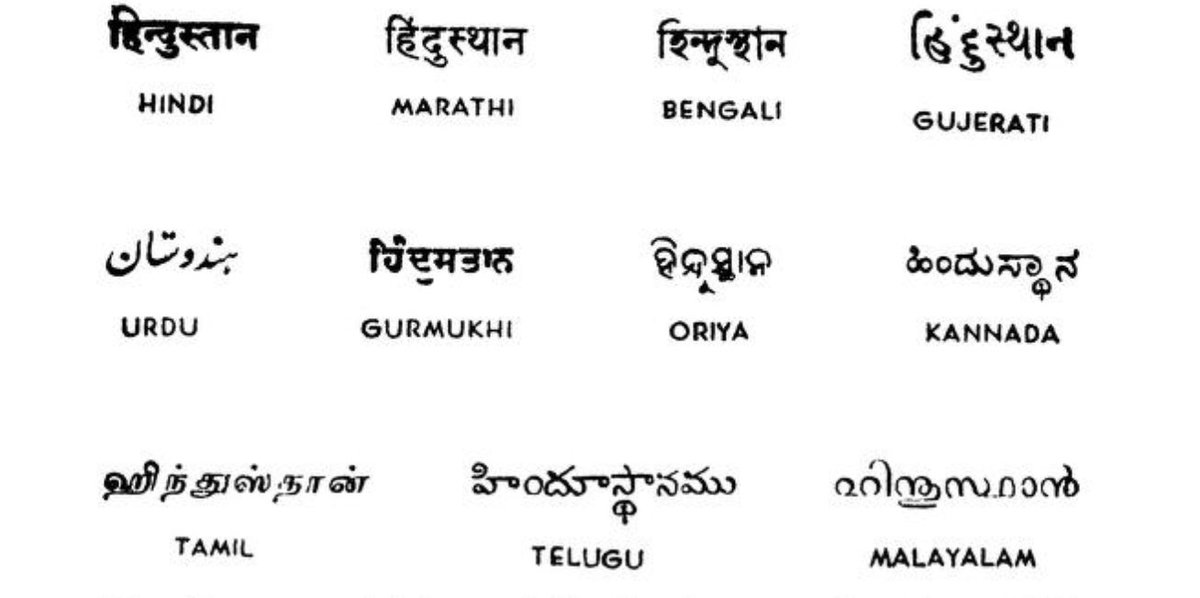 हिन्दुस्तान हिंदुस्थान হিন্দুস্থান હિંદુસ્થાન
HINDI MARATHI BENGALI GUJERATI
ہندوستان ਹਿੰਦੁਸਤਾਨ ହିନ୍ଦୁସ୍ଥାନ ಹಿಂದುಸ್ಥಾನ
URDU GURMUKHI ORIYA KANNADA
ஹிந்துஸ்தான் హిందూస్థానము ഹിന്ദുസ്ഥാൻ
TAMIL TELUGU MALAYALAM